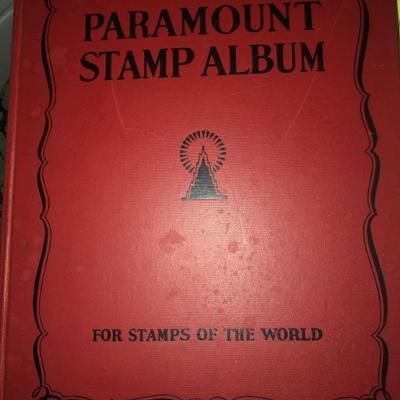 PARAMOUNT
STAMP ALBUM
FOR STAMPS OF THE WORLD